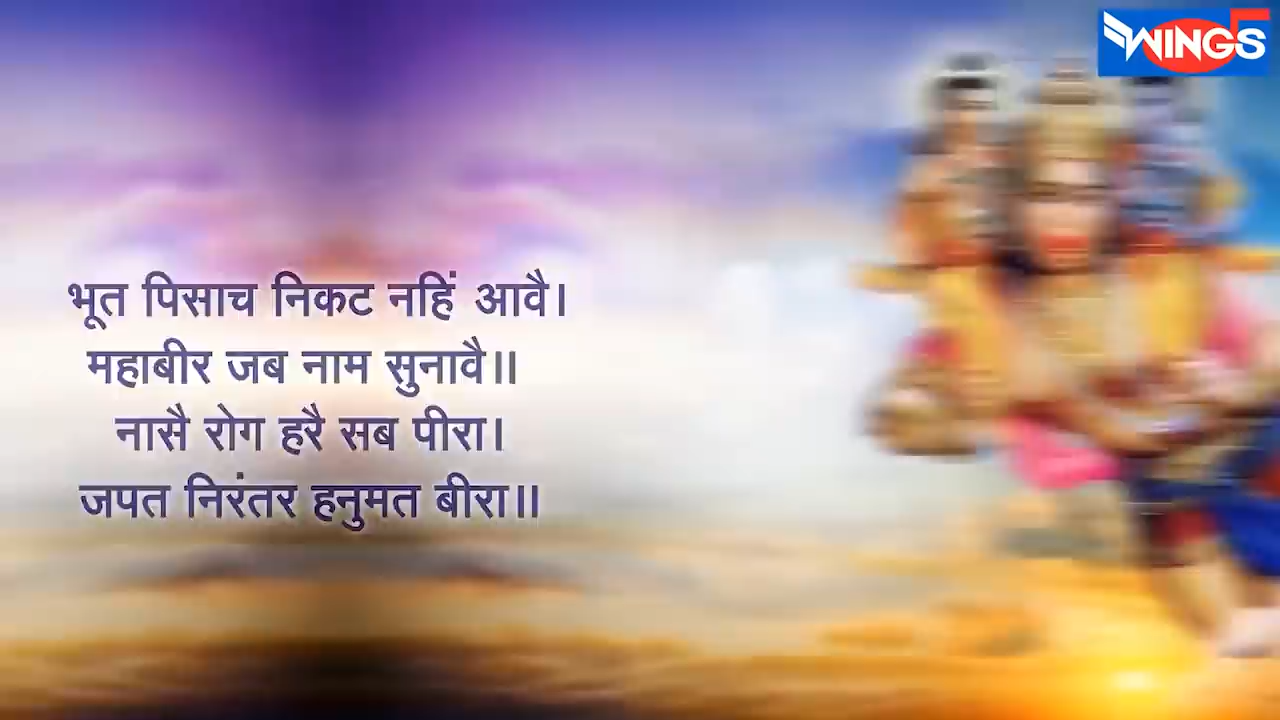 WINGS
भूत पिसाच निकट नहिं आवै।
महाबीर जब नाम सुनावै॥
नासै रोग हरै सब पीरा।
जपत निरंतर हनुमत बीरा॥